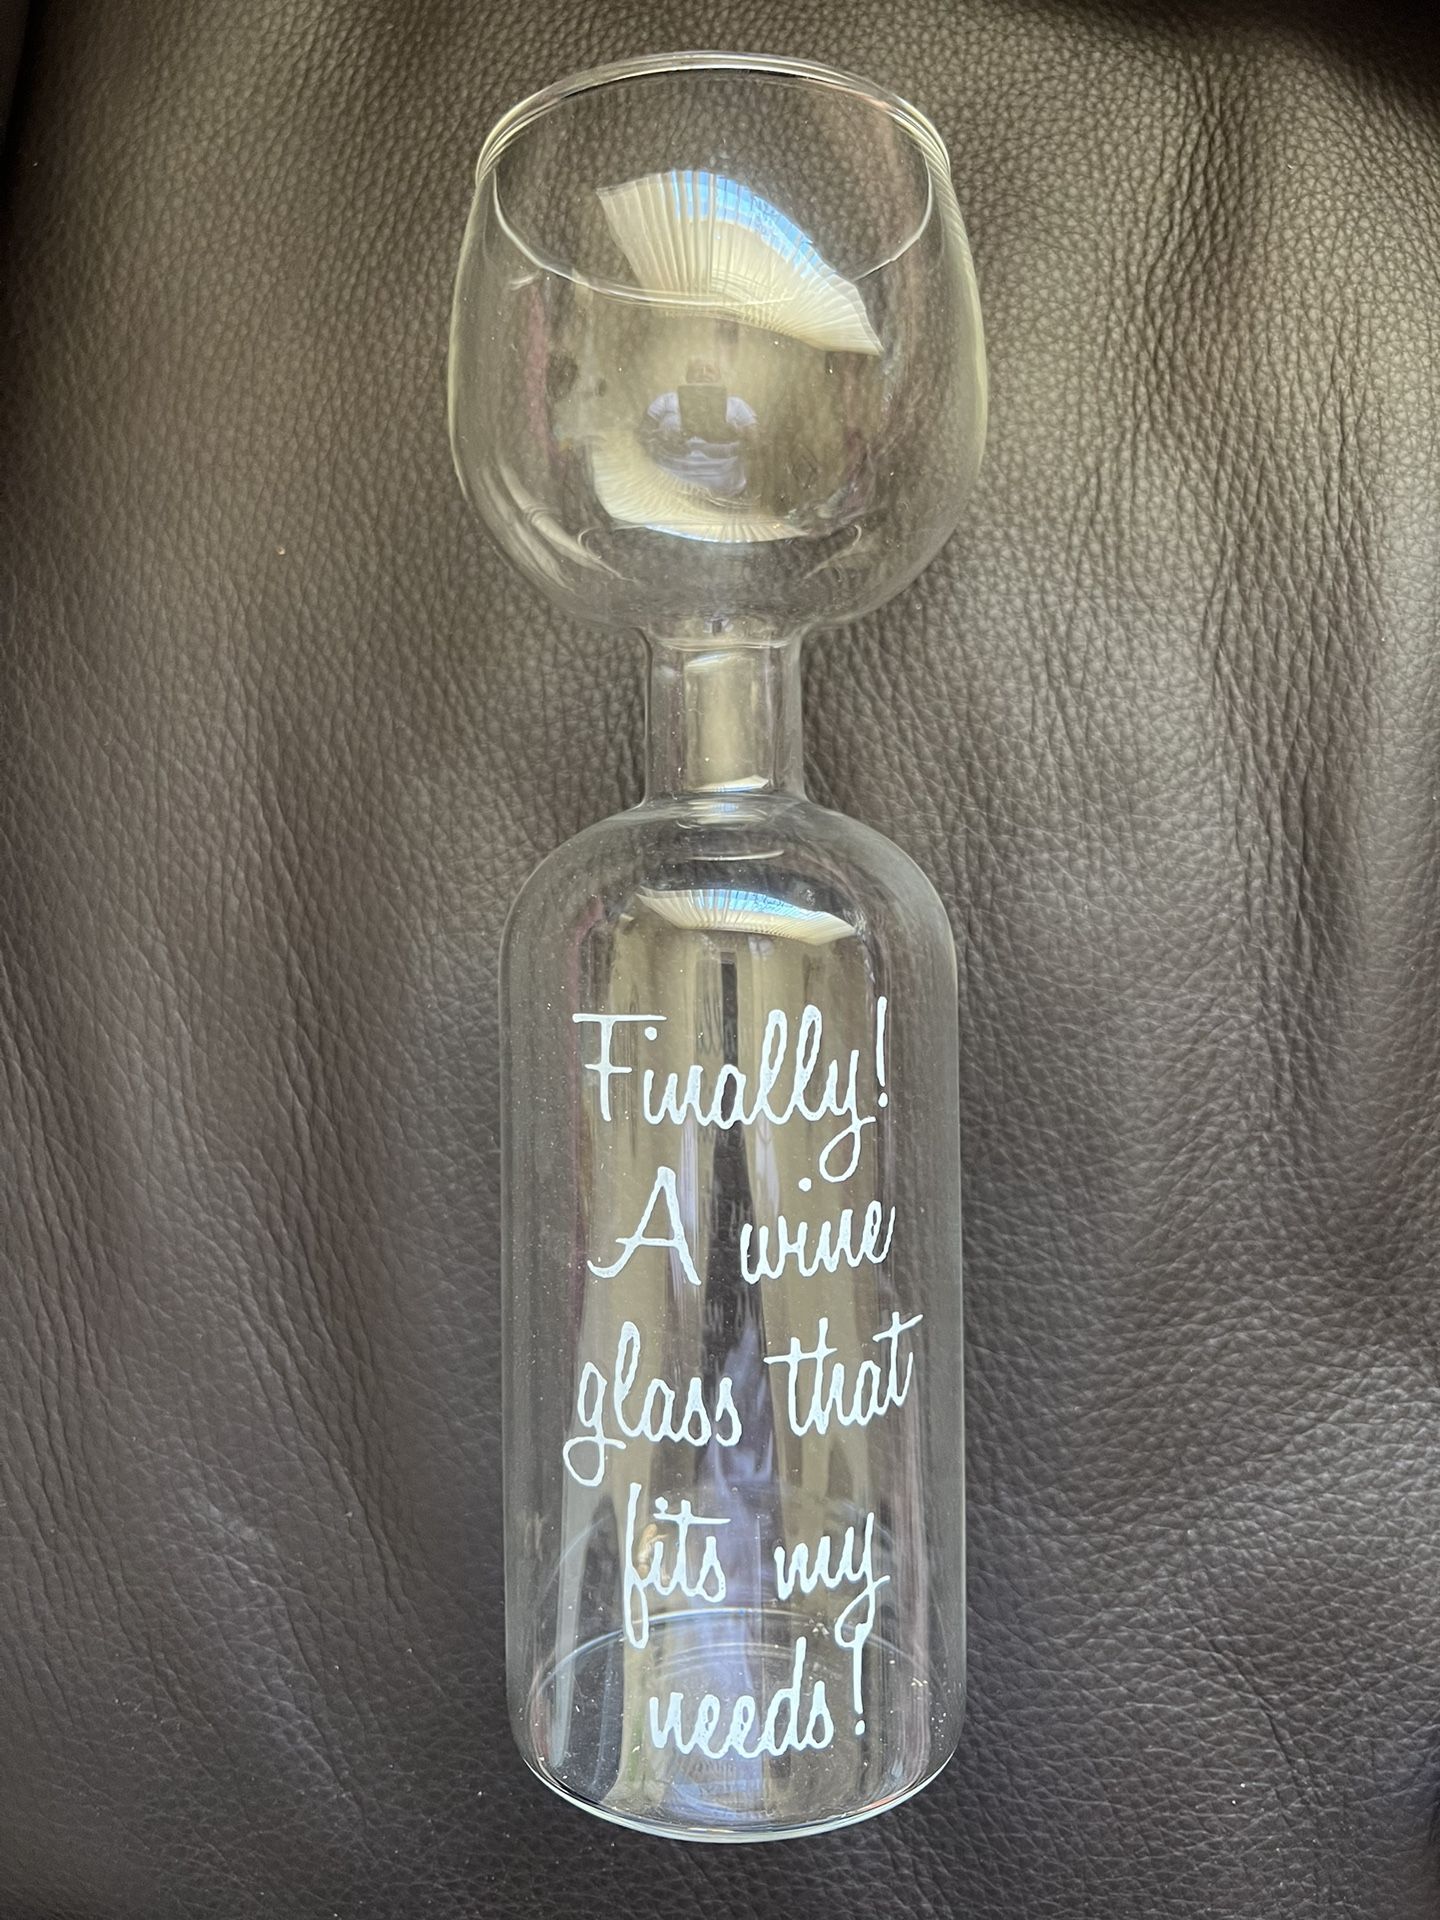 Finally!
A wine
glass that
fits my
needs!